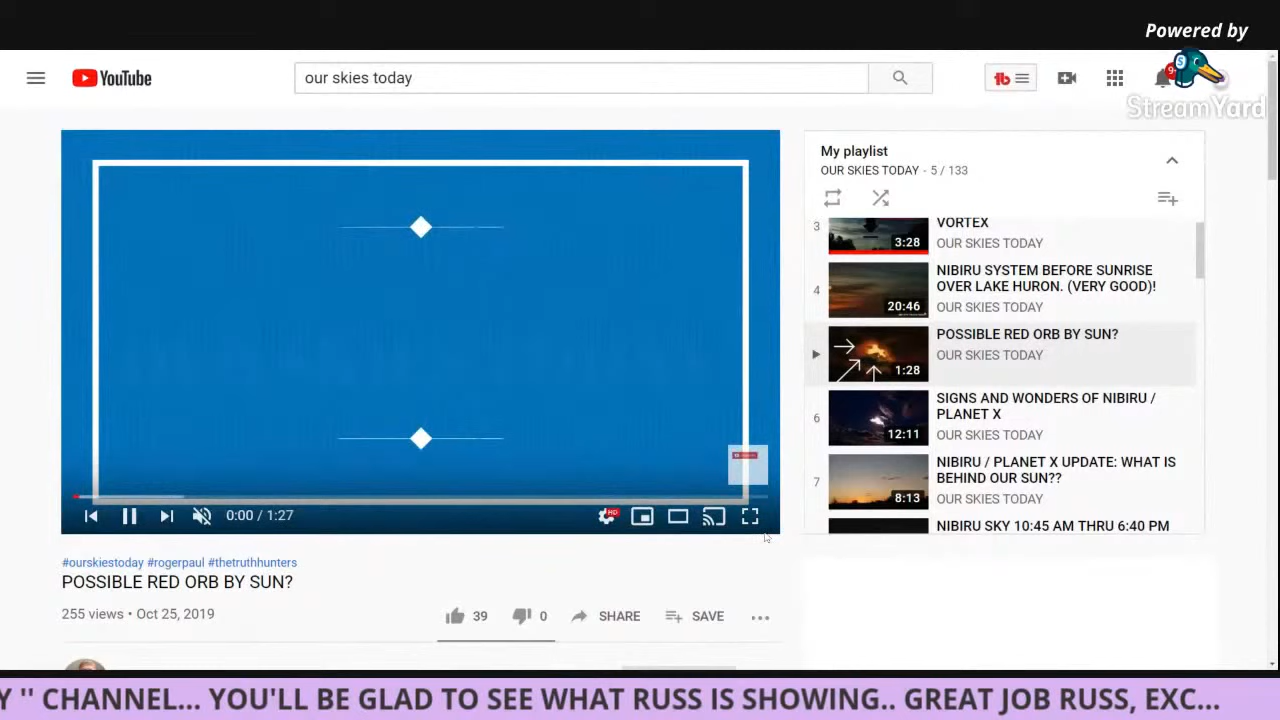 Powered by
YouTube
our skies today
9+
StreamYard
My playlist
OUR SKIES TODAY - 5 / 133
3
3:28
VORTEX
OUR SKIES TODAY
4
20:46
NIBIRU SYSTEM BEFORE SUNRISE
OVER LAKE HURON. (VERY GOOD)!
OUR SKIES TODAY
1:28
POSSIBLE RED ORB BY SUN?
OUR SKIES TODAY
6
12:11
SIGNS AND WONDERS OF NIBIRU /
PLANET X
OUR SKIES TODAY
7
8:13
NIBIRU / PLANET X UPDATE: WHAT IS
BEHIND OUR SUN??
OUR SKIES TODAY
NIBIRU SKY 10:45 AM THRU 6:40 PM
0:00 / 1:27
HD
#ourskiestoday #rogerpaul #thetruthhunters
POSSIBLE RED ORB BY SUN?
255 views • Oct 25, 2019
39
0
SHARE
SAVE
Y '' CHANNEL... YOU'LL BE GLAD TO SEE WHAT RUSS IS SHOWING.. GREAT JOB RUSS, EXC...